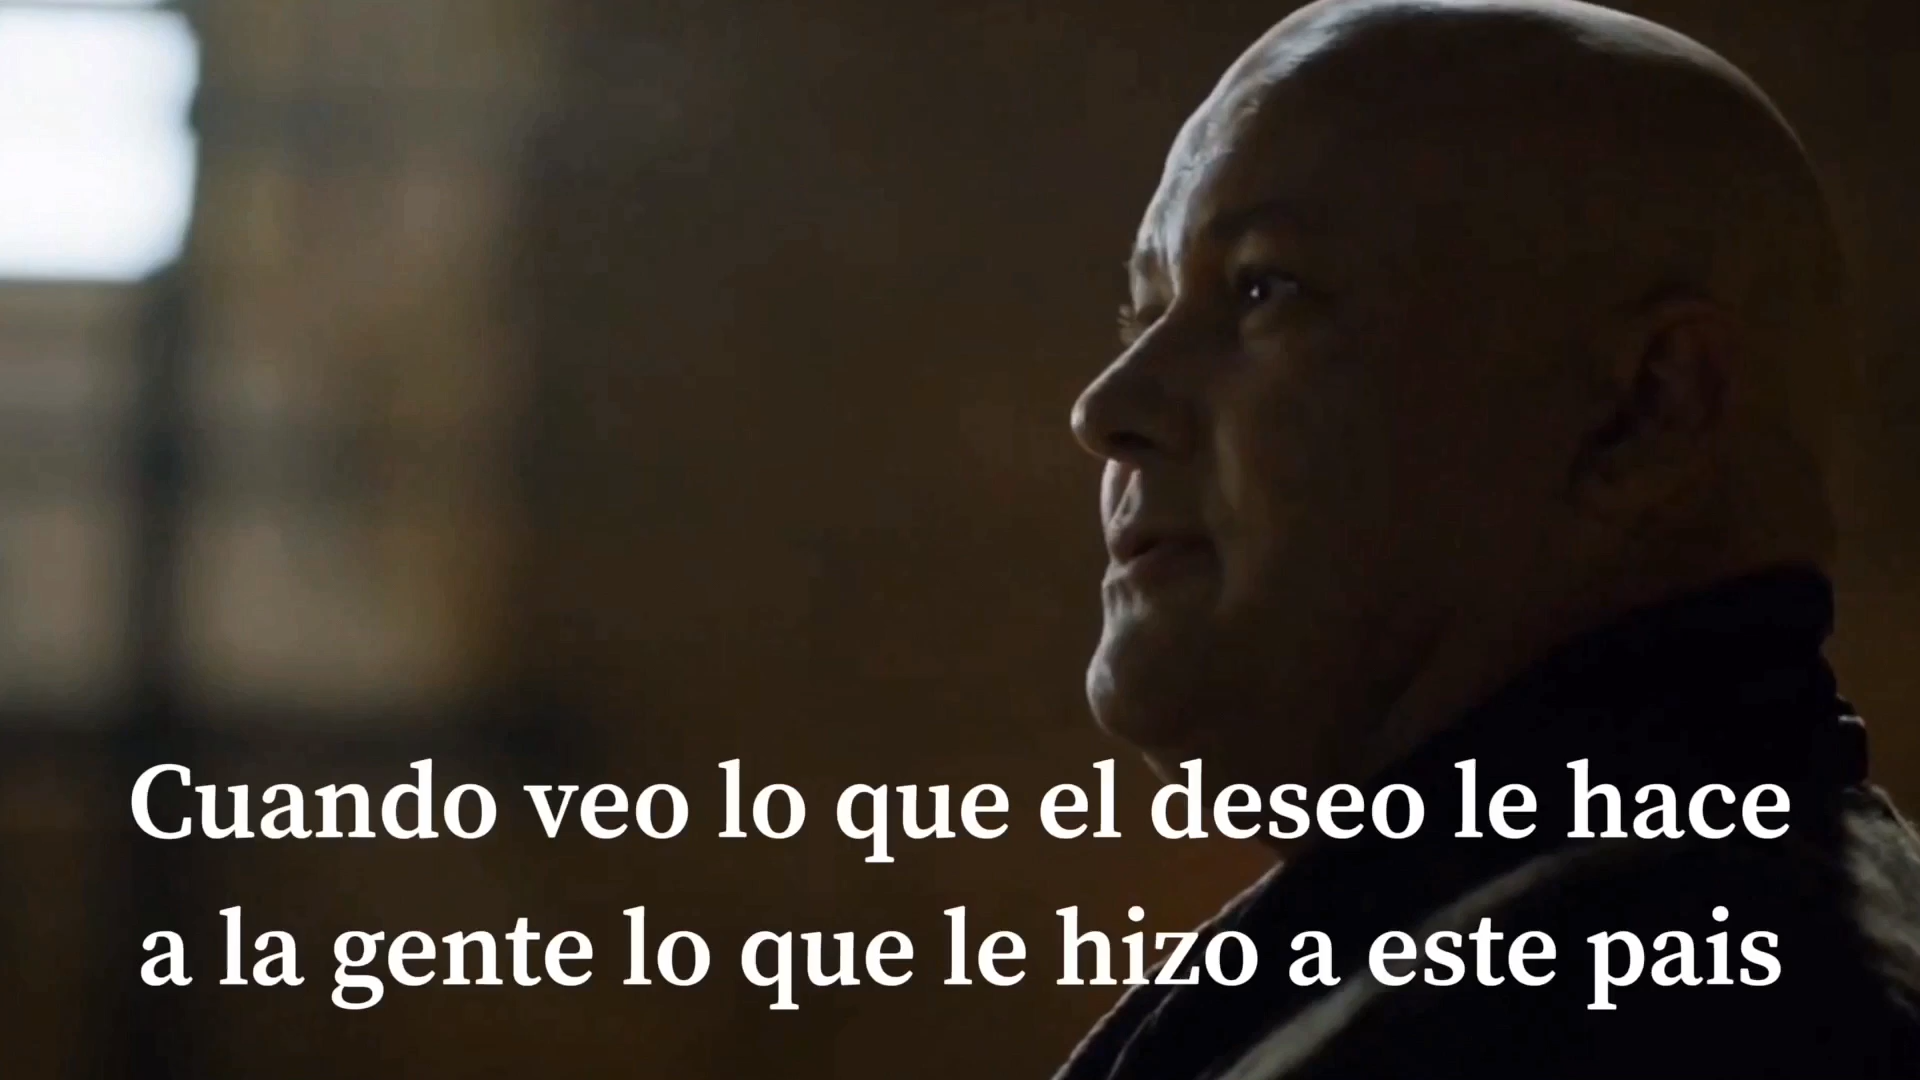 Cuando veo lo que el deseo le hace
a la gente lo que le hizo a este pais